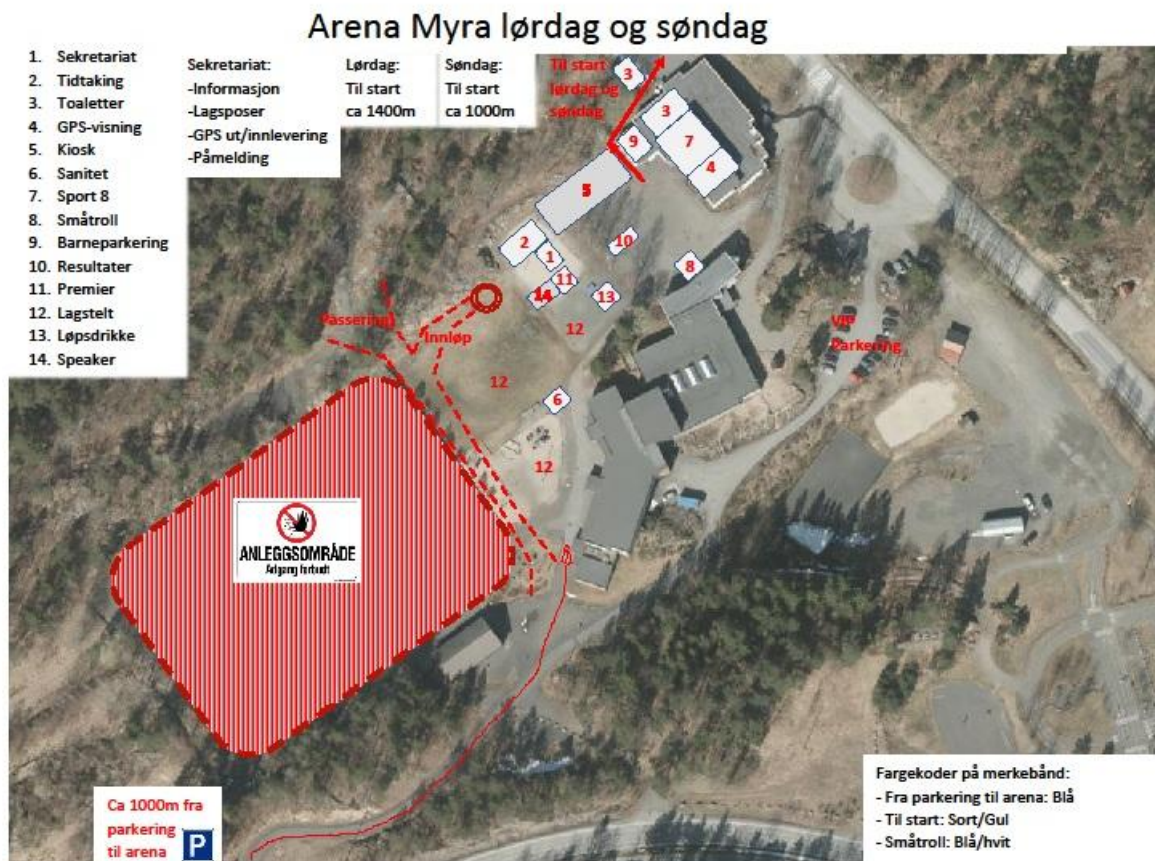 Arena Myra lørdag og søndag
1. Sekretariat
2. Tidtaking
3. Toaletter
4. GPS-visning
5. Kiosk
6. Sanitet
7. Sport 8
8. Småtroll
9. Barneparkering
10. Resultater
11. Premier
12. Lagstelt
13. Løpsdrikke
14. Speaker
Sekretariat:
-Informasjon
-Lagsposer
-GPS ut/innlevering
-Påmelding
Lørdag:
Til start
ca 1400m
Søndag:
Til start
ca 1000m
Til start
lørdag og
søndag
3
3
9
7
4
5
2
1
10
11
8
14
13
12
Passering
Innløp
VIP
Parkering
12
6
12
ANLEGGSOMRÅDE
Adgang forbudt
Ca 1000m fra
parkering
til arena
P
Fargekoder på merkebånd:
- Fra parkering til arena: Blå
- Til start: Sort/Gul
- Småtroll: Blå/hvit